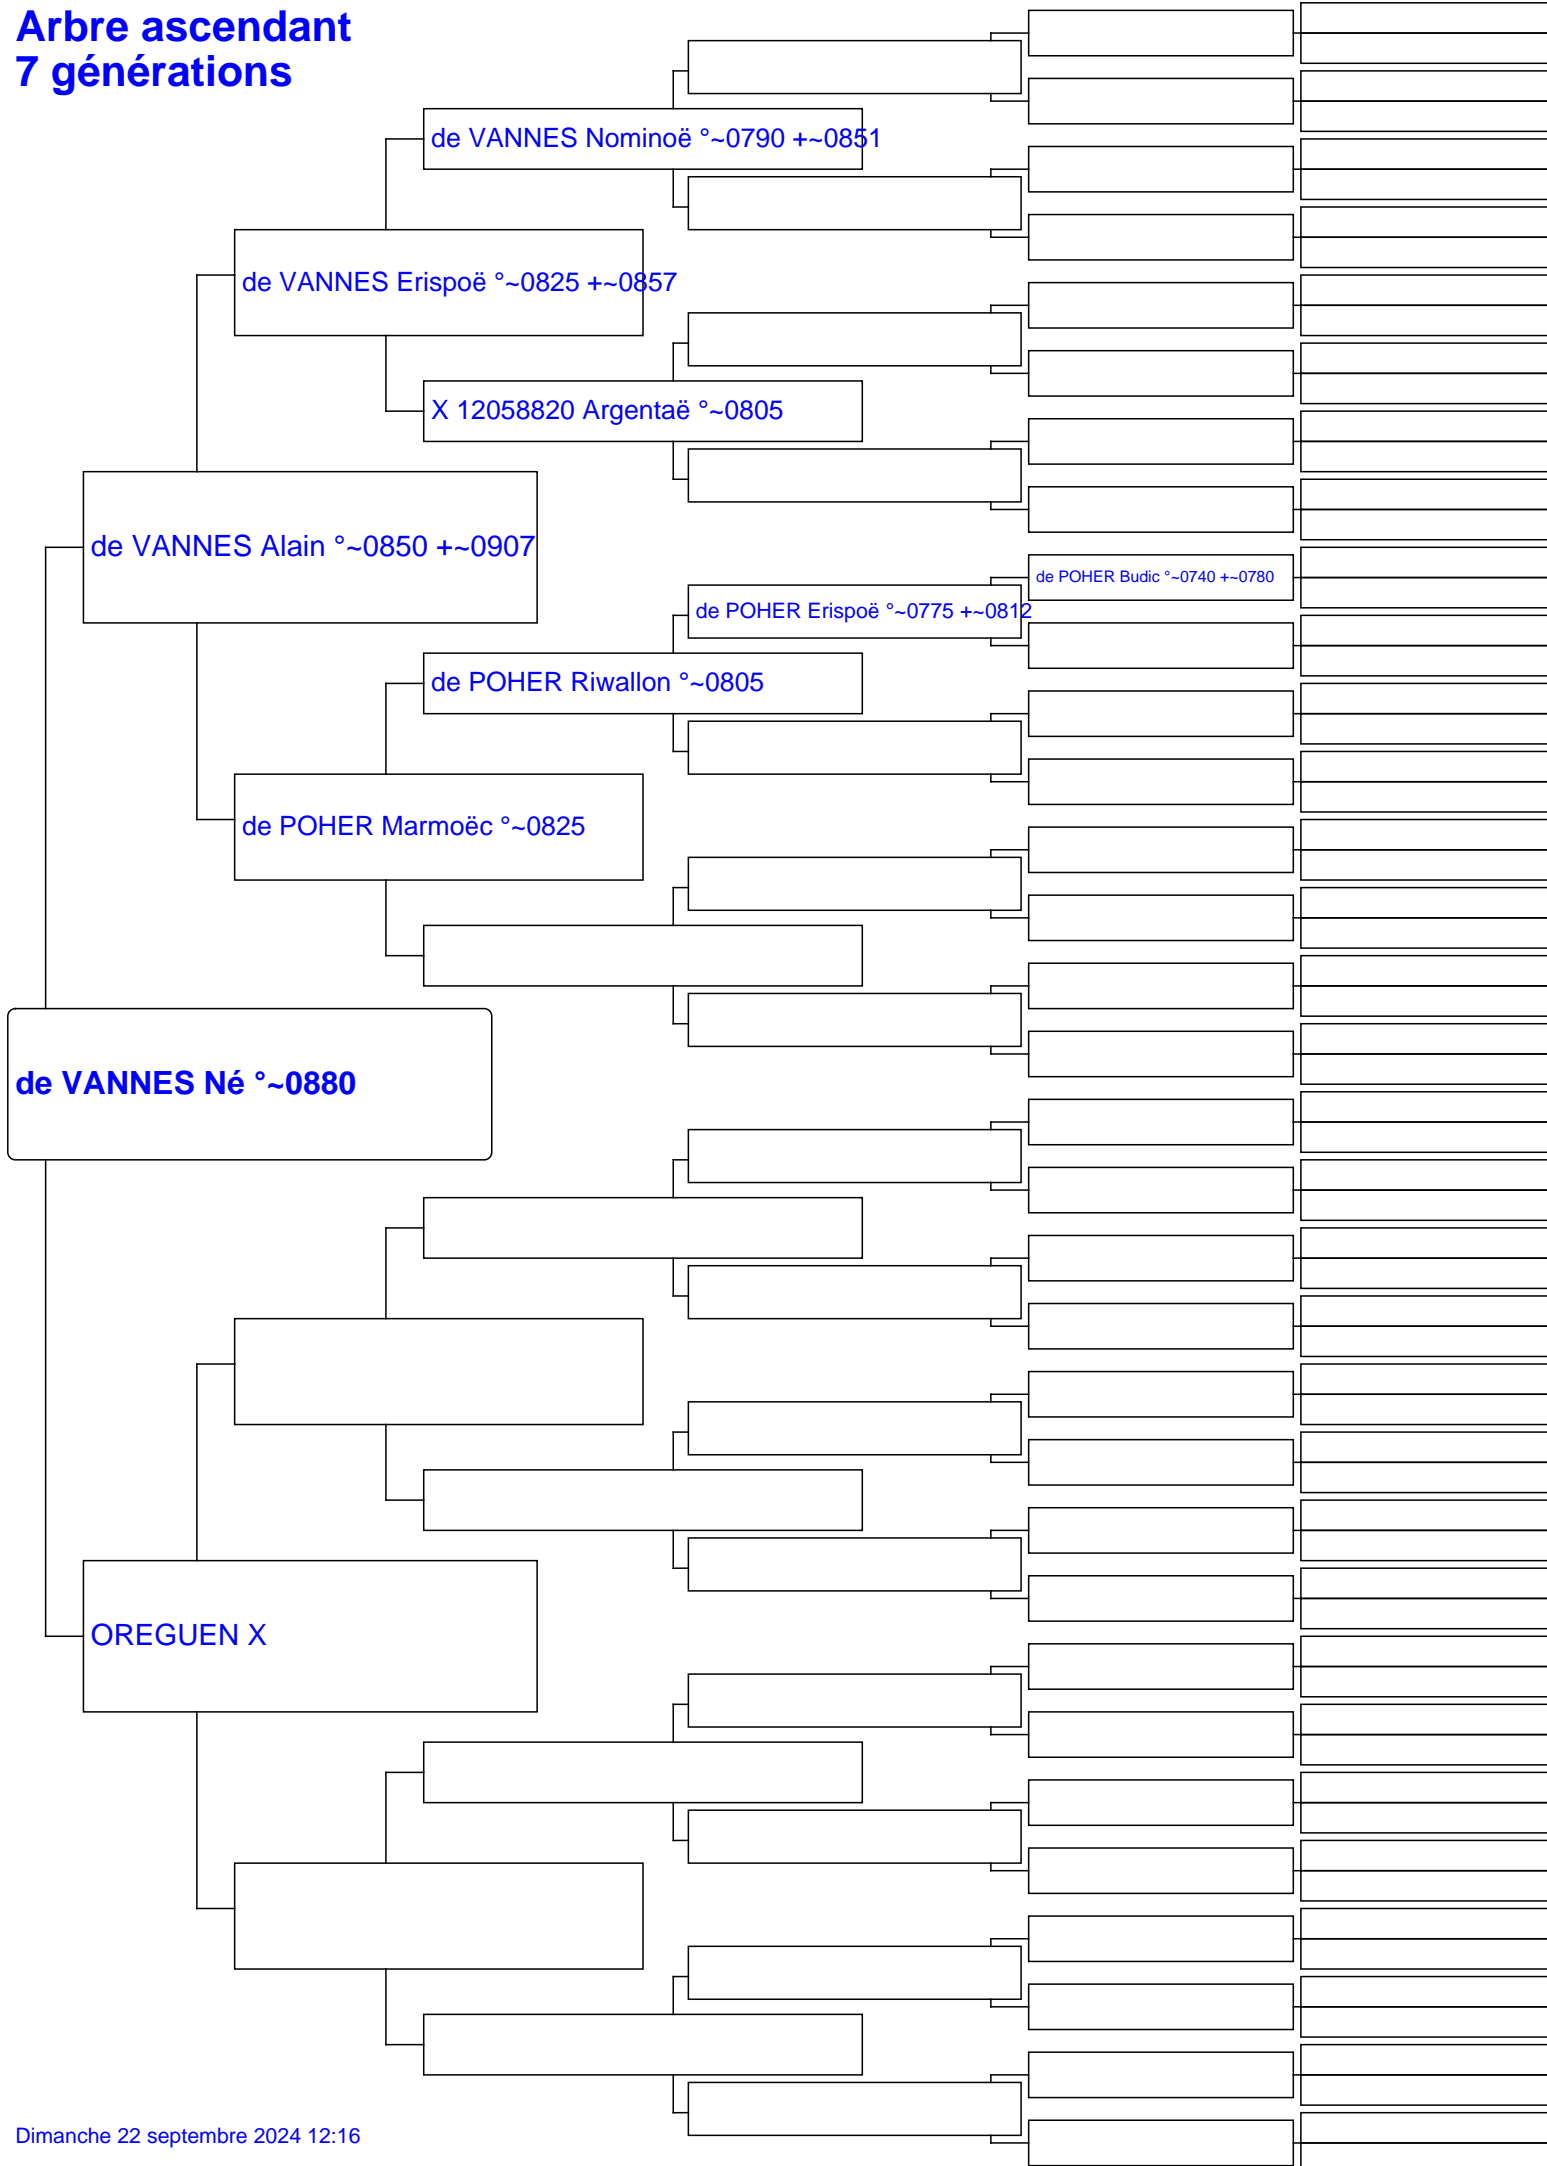 Arbre ascendant
7 générations
de VANNES Nominoë °~0790 +~0851
de VANNES Erispoë °~0825 +~0857
X 12058820 Argentaë °~0805
de VANNES Alain °~0850 +~0907
de POHER Budic °~0740 +~0780
de POHER Erispoë °~0775 +~0812
de POHER Riwallon °~0805
de POHER Marmoëc °~0825
de VANNES Né °~0880
OREGUEN X
Dimanche 22 septembre 2024 12:16